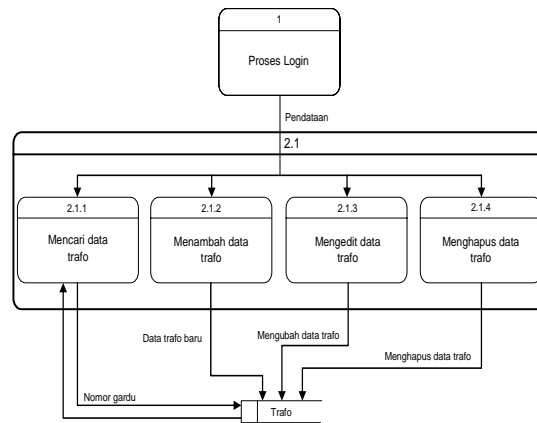 1
Proses Login
Pendataan
2.1
2.1.1
Mencari data
trafo
2.1.2
Menambah data
trafo
2.1.3
Mengedit data
trafo
2.1.4
Menghapus data
trafo
Data trafo baru
Mengubah data trafo
Menghapus data trafo
Nomor gardu
Trafo